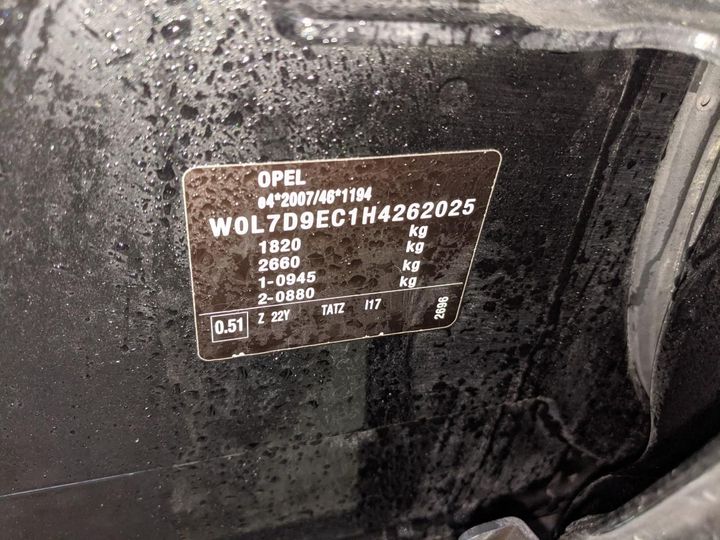 OPEL
e4*2007/46*1194
W0L7D9EC1H4262025
1820 kg
2660 kg
1-0945 kg
2-0880 kg
0.51 Z 22Y TATZ I17 2696